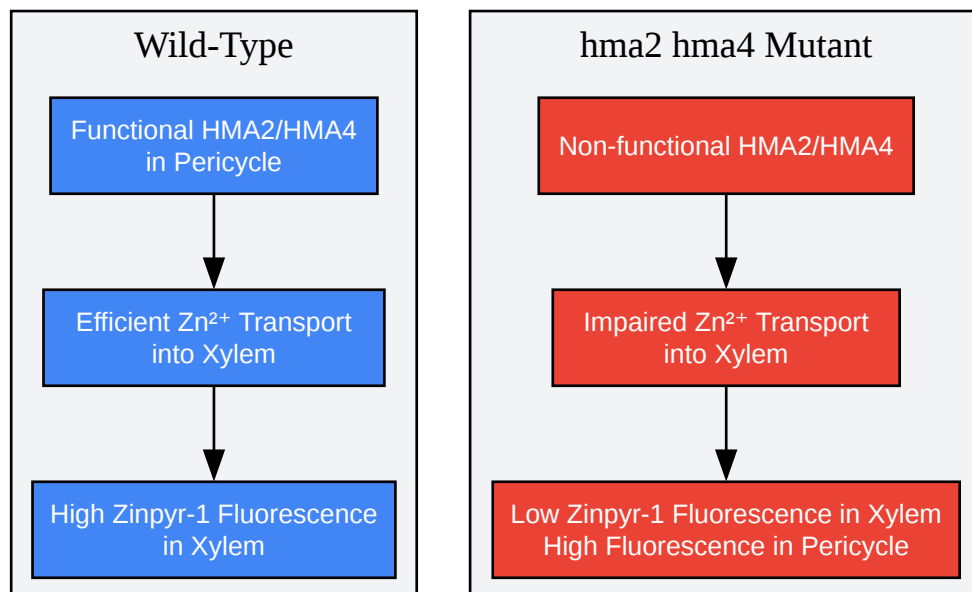 Wild-Type
Functional HMA2/HMA4
in Pericycle
Efficient Zn²⁺ Transport
into Xylem
High Zinpyr-1 Fluorescence
in Xylem
hma2 hma4 Mutant
Non-functional HMA2/HMA4
Impaired Zn²⁺ Transport
into Xylem
Low Zinpyr-1 Fluorescence in Xylem
High Fluorescence in Pericycle